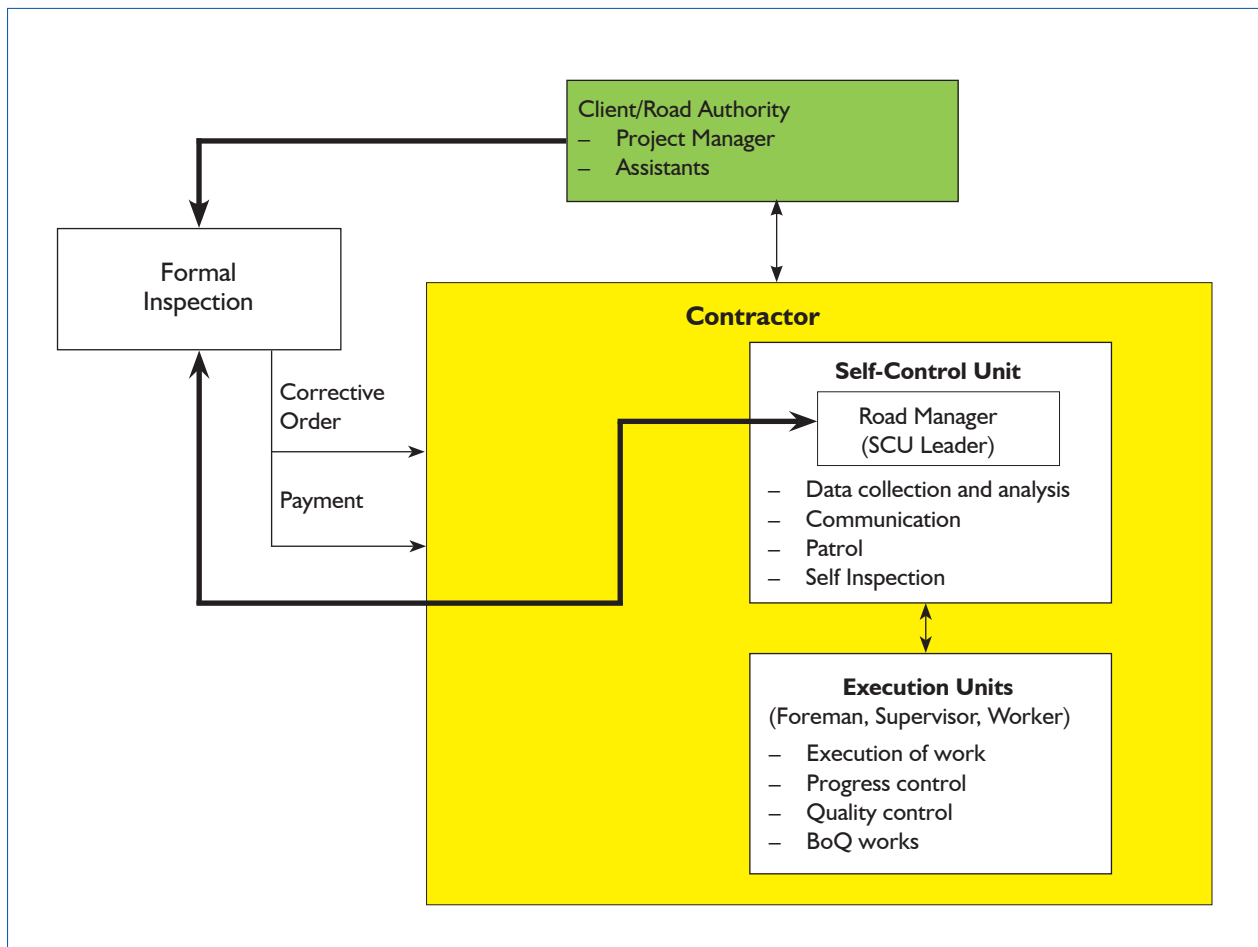 Client/Road Authority
– Project Manager
– Assistants
Formal
Inspection
Corrective
Order
Payment
Contractor
Self-Control Unit
Road Manager
(SCU Leader)
– Data collection and analysis
– Communication
– Patrol
– Self Inspection
Execution Units
(Foreman, Supervisor, Worker)
– Execution of work
– Progress control
– Quality control
– BoQ works